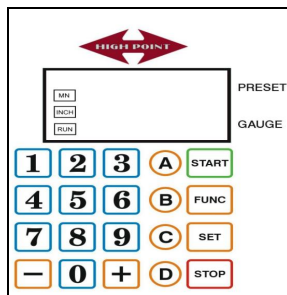 HIGH POINT
PRESET
MN
INCH
GAUGE
RUN
1 2 3 A START
4 5 6 B FUNC
7 8 9 C SET
− 0 + D STOP